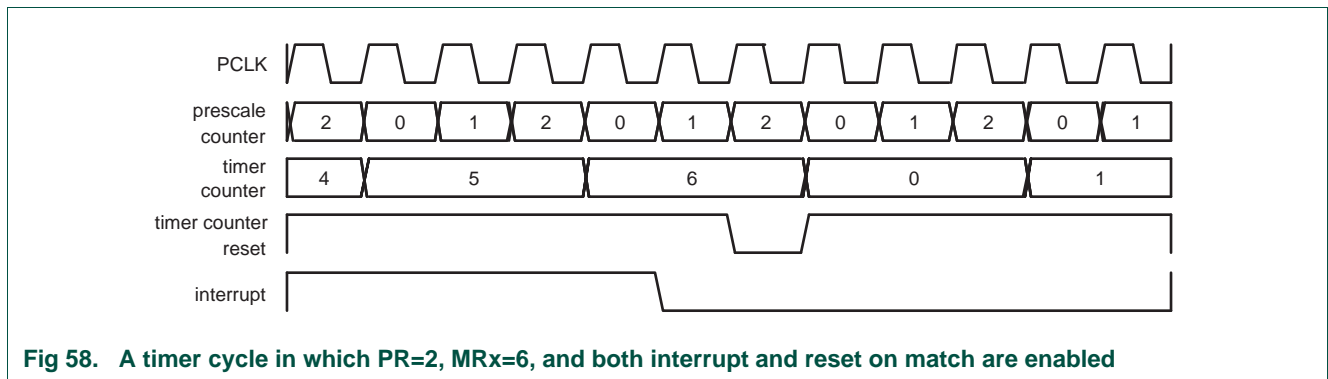 PCLK
prescale
counter
2 0 1 2 0 1 2 0 1 2 0 1
timer
counter
4 5 6 0 1
timer counter
reset
interrupt
Fig 58. A timer cycle in which PR=2, MRx=6, and both interrupt and reset on match are enabled